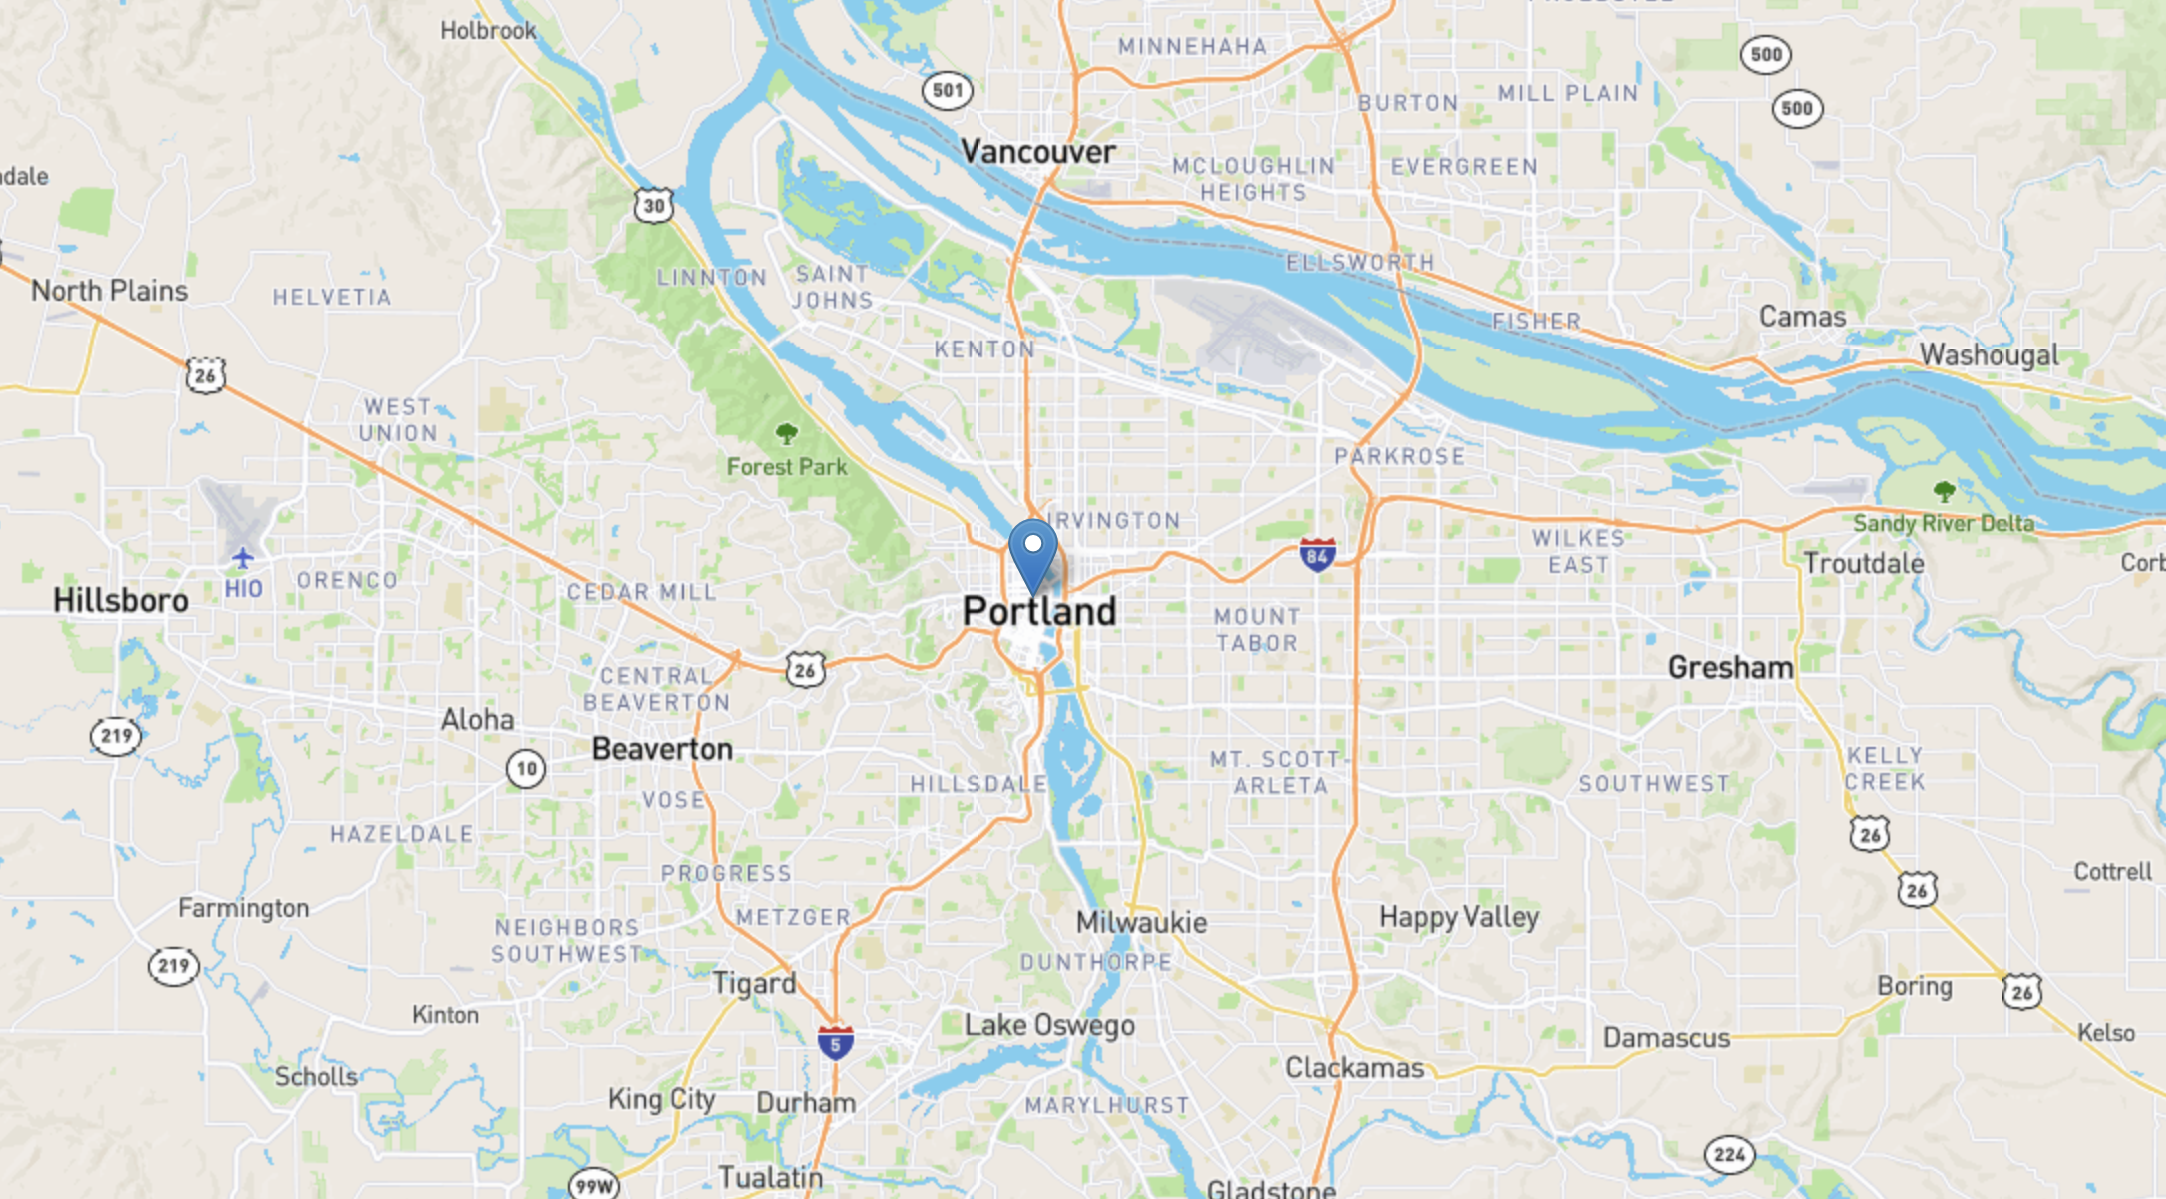 Holbrook
MINNEHAHA
500
501
BURTON
MILL PLAIN
500
Vancouver
MCLOUGHLIN
HEIGHTS
EVERGREEN
30
LINNTON
SAINT
JOHNS
ELLSWORTH
North Plains
HELVETIA
FISHER
Camas
KENTON
Washougal
26
WEST
UNION
Forest Park
PARKROSE
IRVINGTON
Sandy River Delta
84
WILKES
EAST
Troutdale
HIO
ORENCO
CEDAR MILL
Hillsboro
Portland
MOUNT
TABOR
26
CENTRAL
BEAVERTON
Gresham
219
Aloha
Beaverton
10
HILLSDALE
MT. SCOTT-
ARLETA
SOUTHWEST
KELLY
CREEK
VOSE
HAZELDALE
26
PROGRESS
Cottrell
26
Farmington
NEIGHBORS
SOUTHWEST
METZGER
Milwaukie
Happy Valley
219
Tigard
DUNTHORPE
Boring
26
Kinton
Lake Oswego
5
Damascus
Kelso
Scholls
Clackamas
King City
Durham
MARYLHURST
224
Tualatin
99W
Gladstone